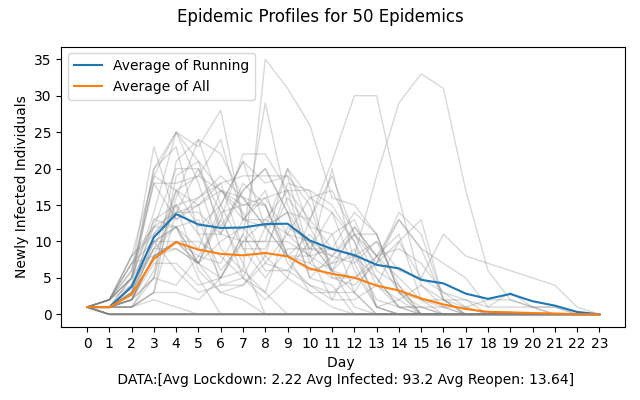 Epidemic Profiles for 50 Epidemics
Newly Infected Individuals
35
30
25
20
15
10
5
0
Average of Running
Average of All
0 1 2 3 4 5 6 7 8 9 10 11 12 13 14 15 16 17 18 19 20 21 22 23
Day
DATA:[Avg Lockdown: 2.22 Avg Infected: 93.2 Avg Reopen: 13.64]